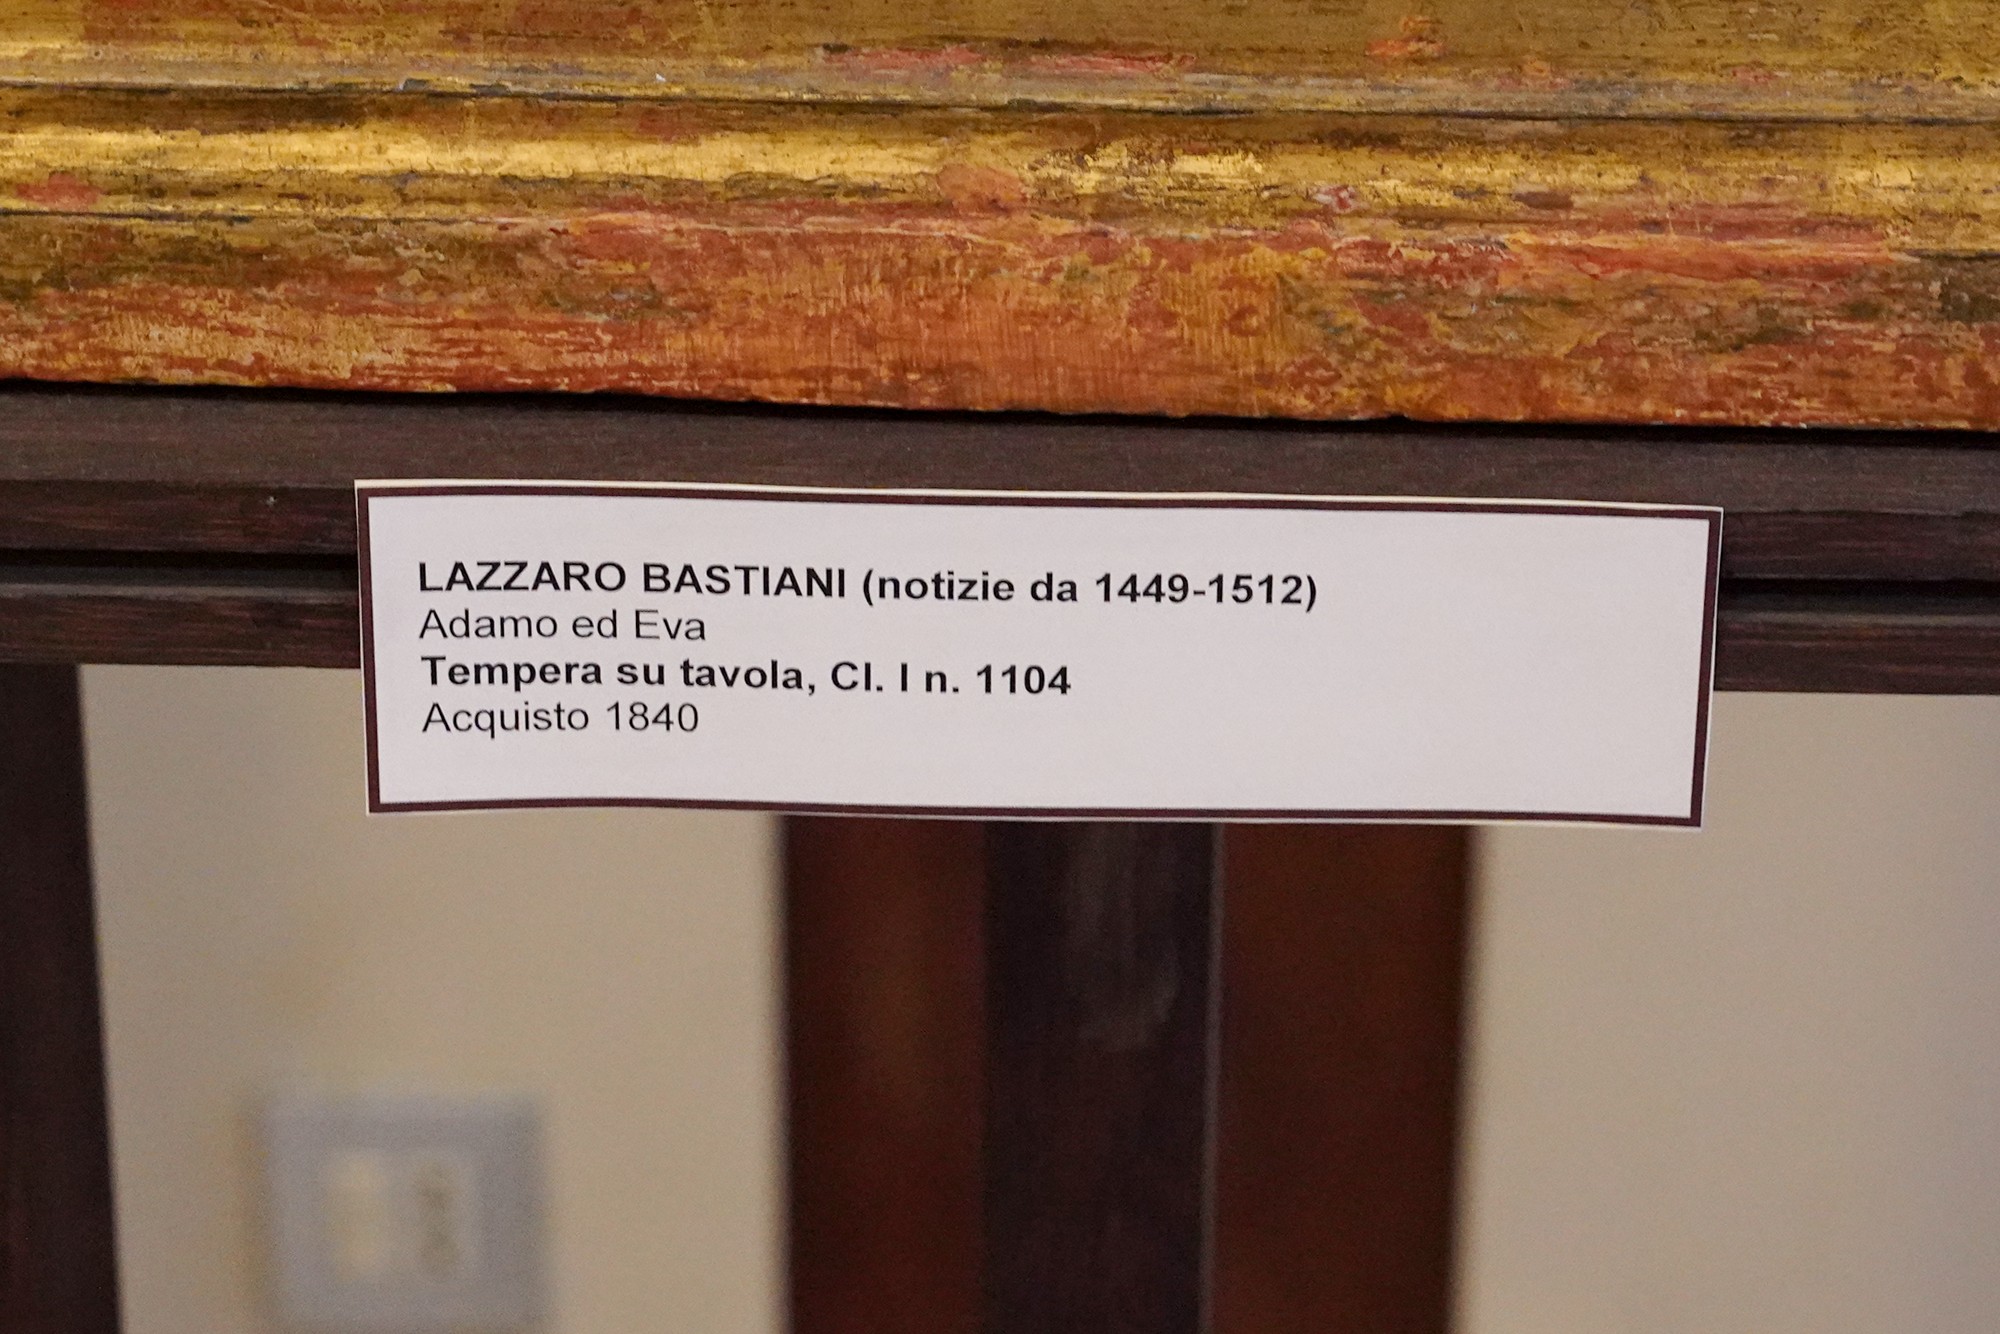 LAZZARO BASTIANI (notizie da 1449-1512)
Adamo ed Eva
Tempera su tavola, Cl. I n. 1104
Acquisto 1840